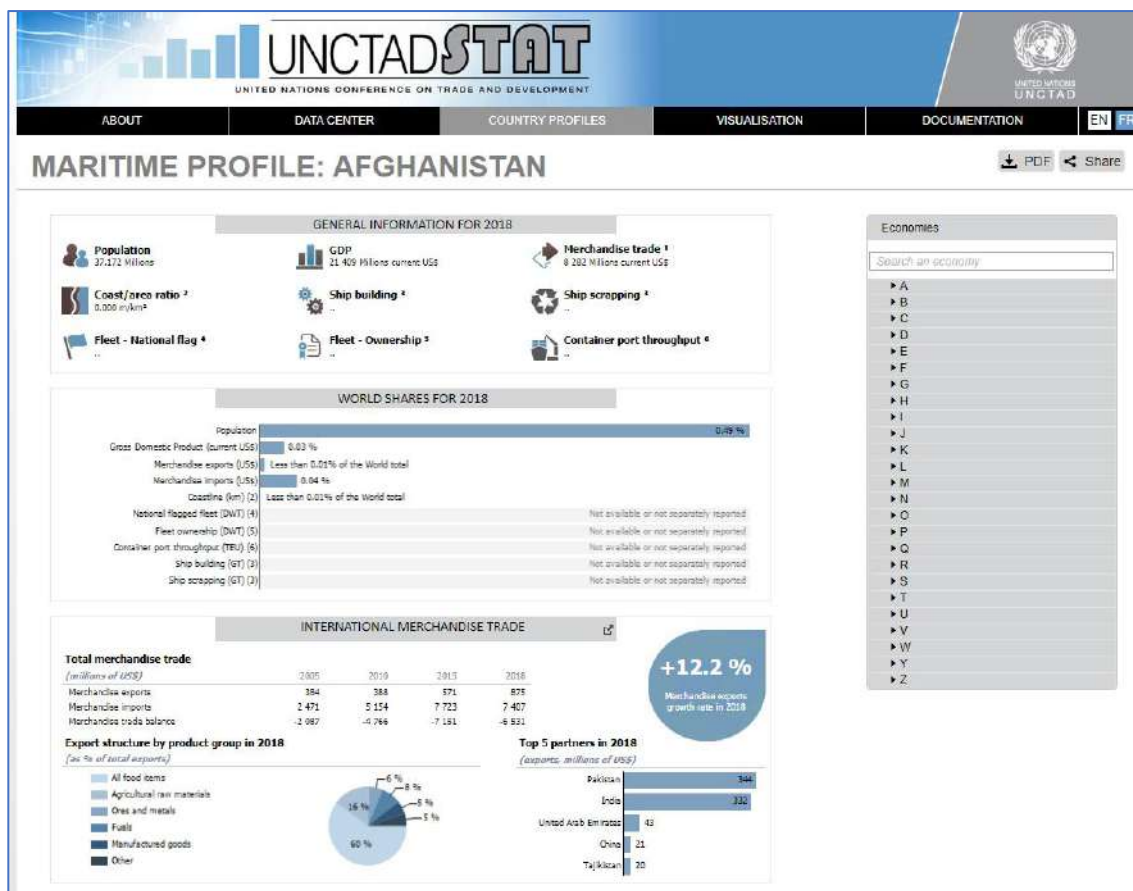 UNCTADSTAT
UNITED NATIONS CONFERENCE ON TRADE AND DEVELOPMENT
UNITED NATIONS
UNCTAD
ABOUT DATA CENTER COUNTRY PROFILES VISUALISATION DOCUMENTATION EN FR
MARITIME PROFILE: AFGHANISTAN
PDF Share
GENERAL INFORMATION FOR 2018
Population
37.172 Millions
GDP
21 409 Millions current US$
Merchandise trade ¹
8 282 Millions current US$
Coast/area ratio ²
0.000 m/km²
Ship building ³
..
Ship scrapping ³
..
Fleet - National flag ⁴
..
Fleet - Ownership ⁵
..
Container port throughput ⁶
..
WORLD SHARES FOR 2018
Population 0.49 %
Gross Domestic Product (current US$) 0.03 %
Merchandise exports (US$) Less than 0.01% of the World total
Merchandise imports (US$) 0.04 %
Coastline (km) (2) Less than 0.01% of the World total
National flagged fleet (DWT) (4) Not available or not separately reported
Fleet ownership (DWT) (5) Not available or not separately reported
Container port throughput (TEU) (6) Not available or not separately reported
Ship building (GT) (3) Not available or not separately reported
Ship scrapping (GT) (3) Not available or not separately reported
INTERNATIONAL MERCHANDISE TRADE
Total merchandise trade
(millions of US$) 2005 2010 2015 2018
Merchandise exports 384 388 571 875
Merchandise imports 2 471 5 154 7 723 7 407
Merchandise trade balance -2 087 -4 766 -7 151 -6 531
+12.2 %
Merchandise exports
growth rate in 2018
Export structure by product group in 2018
(as % of total exports)
All food items
Agricultural raw materials
Ores and metals
Fuels
Manufactured goods
Other
6 %
8 %
5 %
16 %
60 %
Top 5 partners in 2018
(exports, millions of US$)
Pakistan 344
India 332
United Arab Emirates 43
China 21
Tajikistan 20
Economies
Search an economy
A
B
C
D
E
F
G
H
I
J
K
L
M
N
O
P
Q
R
S
T
U
V
W
Y
Z